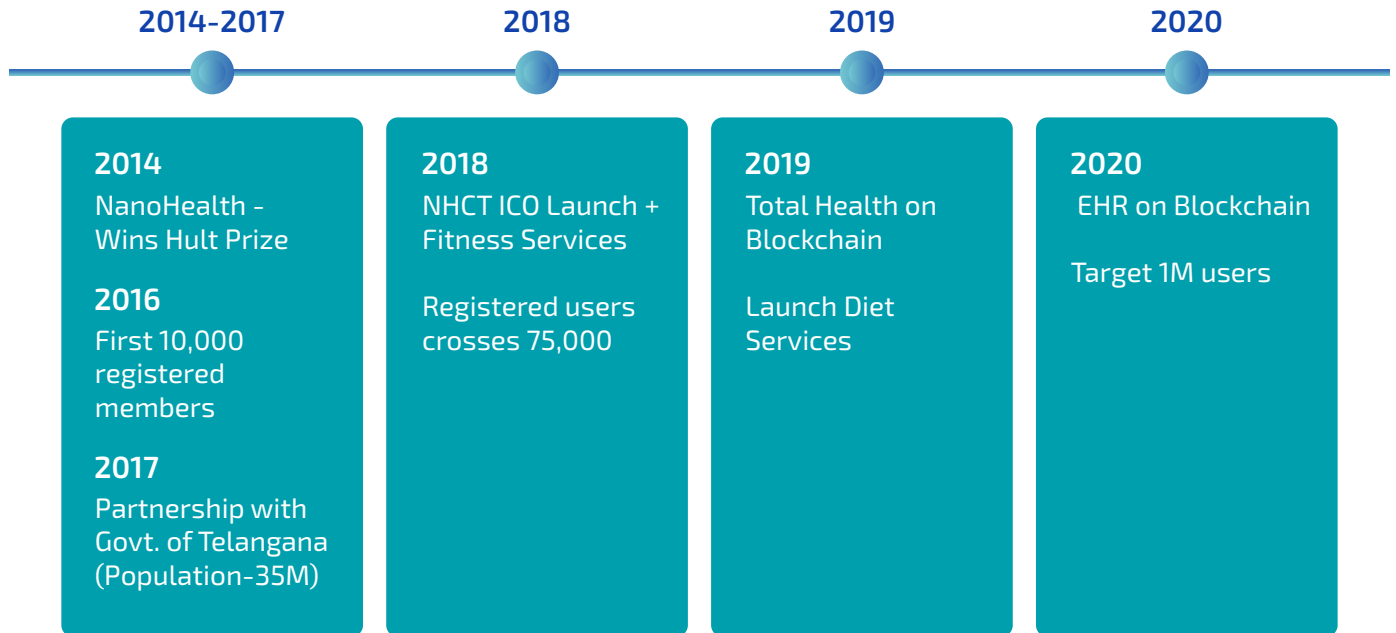 2014-2017
2018
2019
2020
2014
NanoHealth -
Wins Hult Prize
2016
First 10,000
registered
members
2017
Partnership with
Govt. of Telangana
(Population-35M)
2018
NHCT ICO Launch +
Fitness Services
Registered users
crosses 75,000
2019
Total Health on
Blockchain
Launch Diet
Services
2020
EHR on Blockchain
Target 1M users